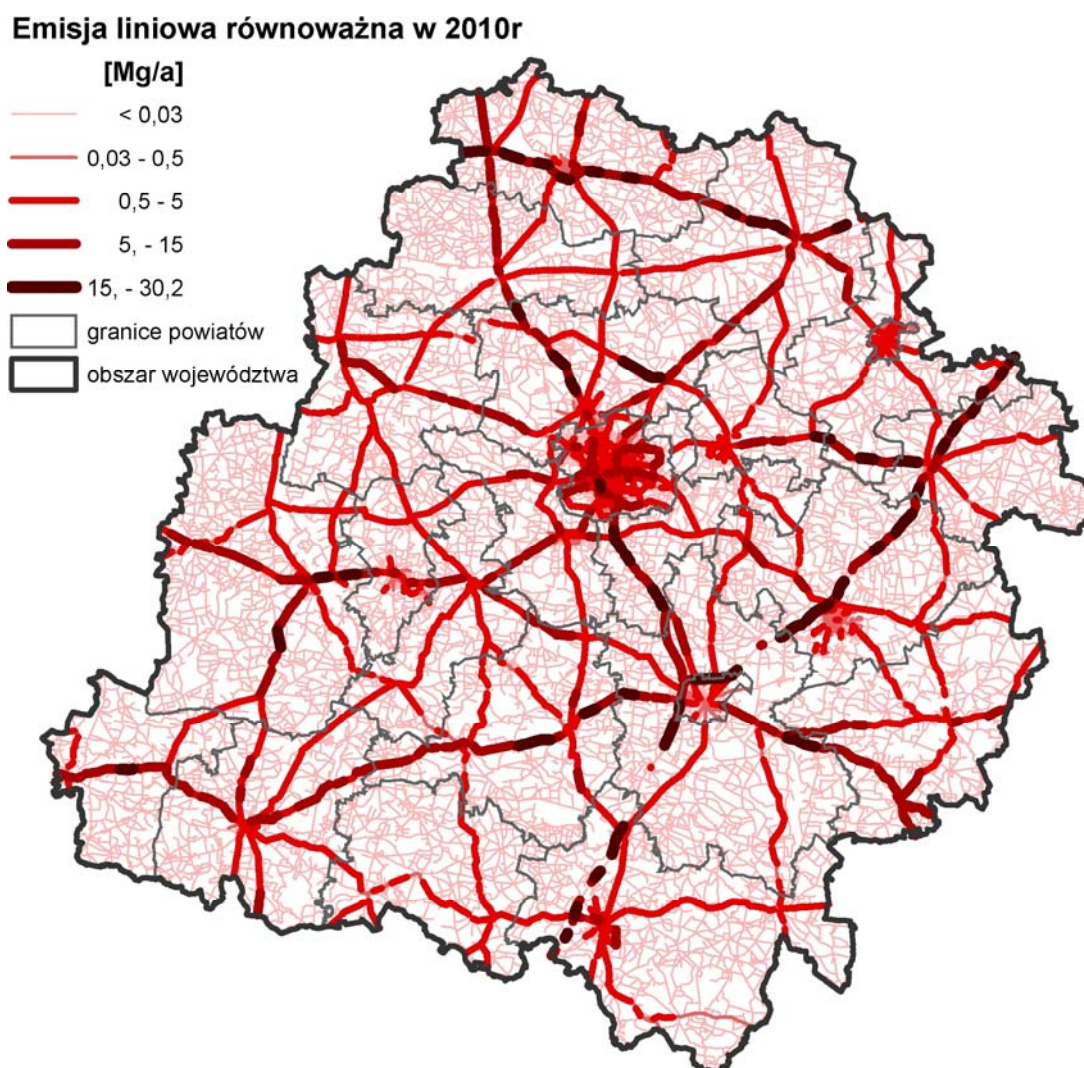 Emisja liniowa równoważna w 2010r
[Mg/a]
< 0,03
0,03 - 0,5
0,5 - 5
5, - 15
15, - 30,2
granice powiatów
obszar województwa